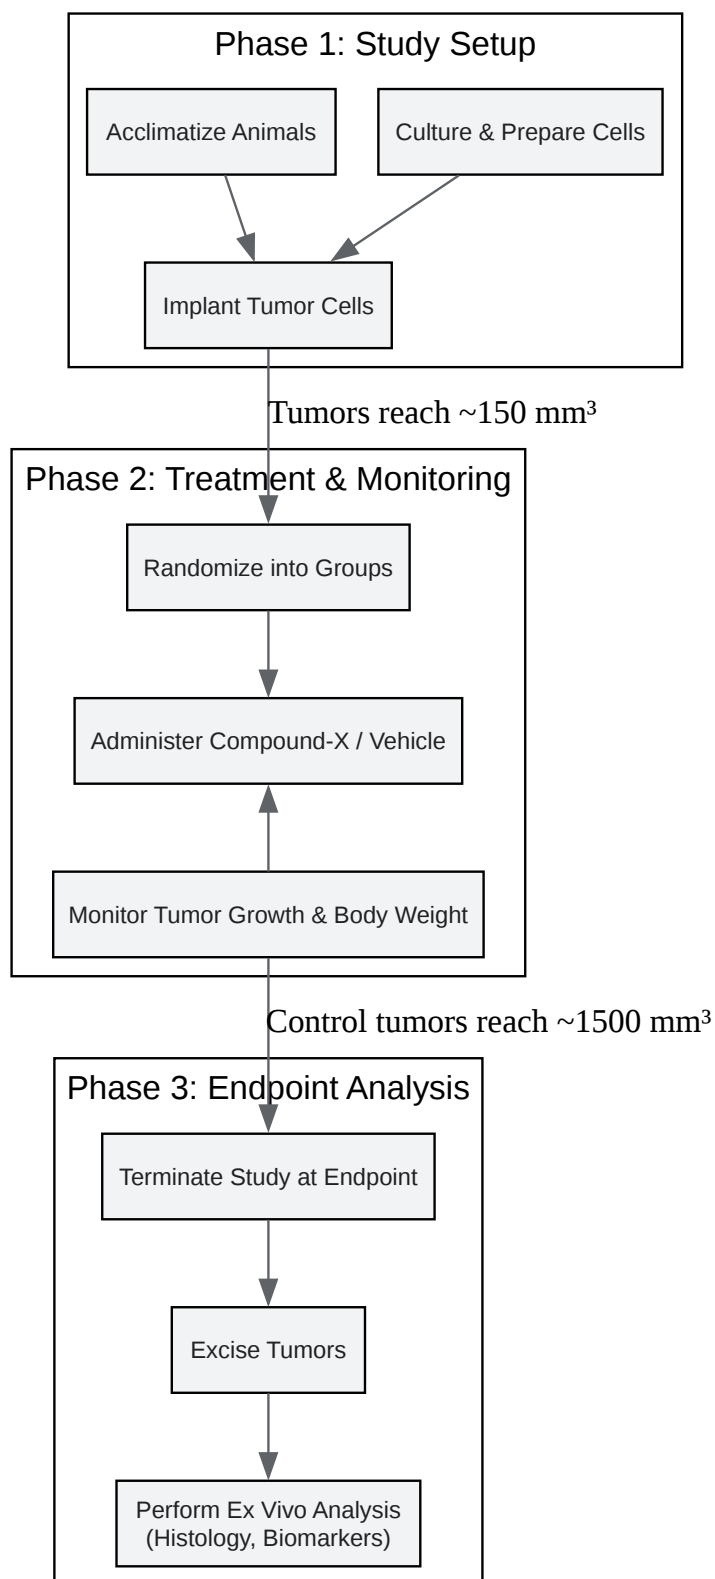 Phase 1: Study Setup
Acclimatize Animals
Culture & Prepare Cells
Implant Tumor Cells
Tumors reach ~150 mm³
Phase 2: Treatment & Monitoring
Randomize into Groups
Administer Compound-X / Vehicle
Monitor Tumor Growth & Body Weight
Control tumors reach ~1500 mm³
Phase 3: Endpoint Analysis
Terminate Study at Endpoint
Excise Tumors
Perform Ex Vivo Analysis
(Histology, Biomarkers)